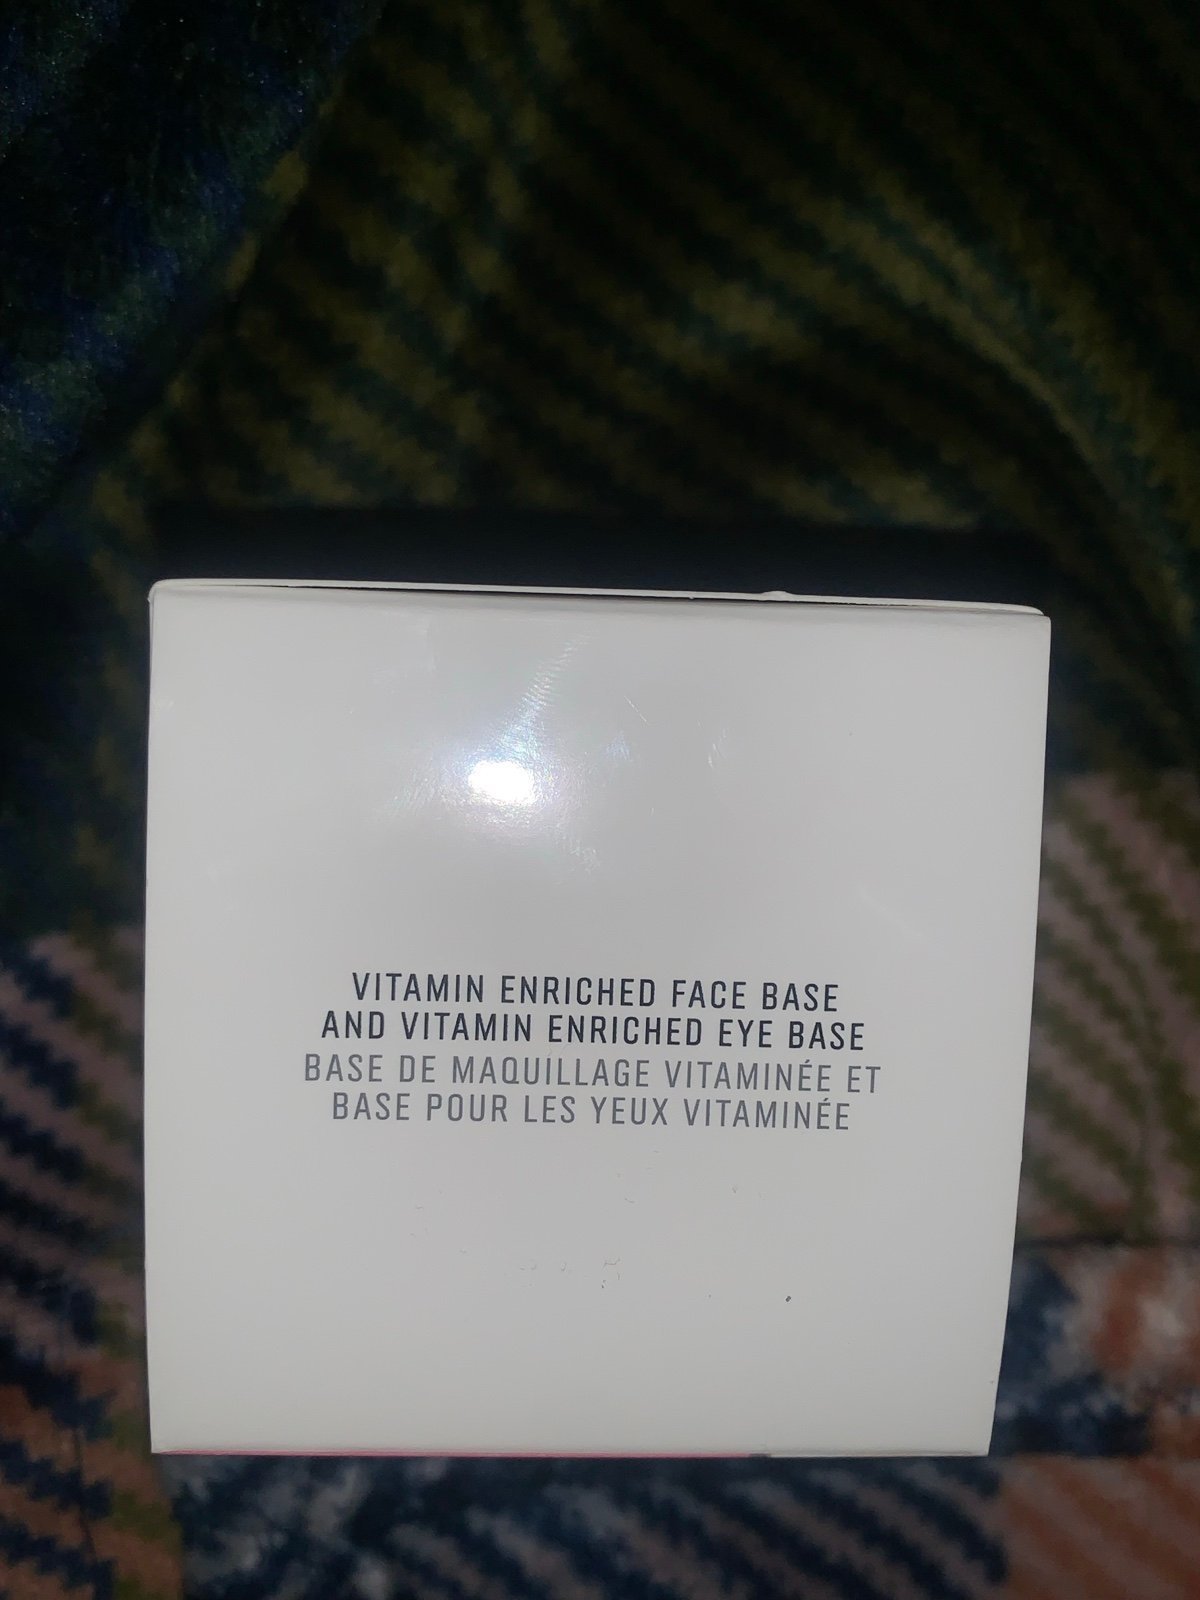 VITAMIN ENRICHED FACE BASE
AND VITAMIN ENRICHED EYE BASE
BASE DE MAQUILLAGE VITAMINÉE ET
BASE POUR LES YEUX VITAMINÉE